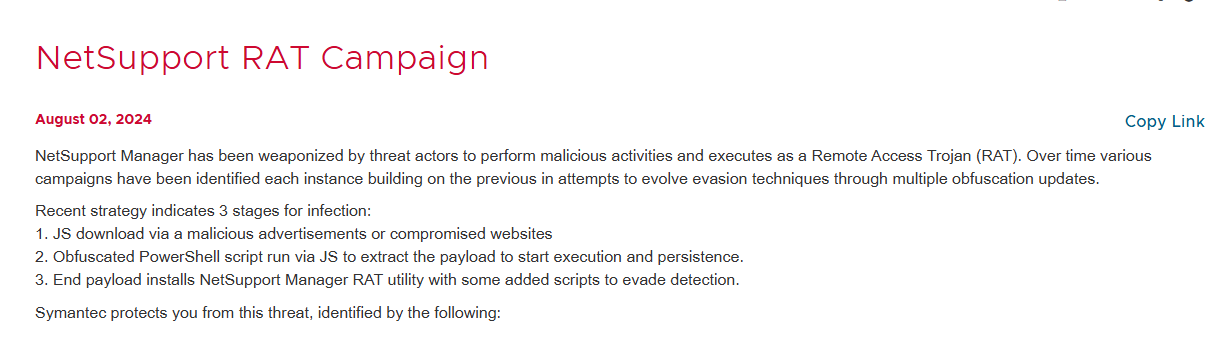 NetSupport RAT Campaign
August 02, 2024
Copy Link
NetSupport Manager has been weaponized by threat actors to perform malicious activities and executes as a Remote Access Trojan (RAT). Over time various
campaigns have been identified each instance building on the previous in attempts to evolve evasion techniques through multiple obfuscation updates.
Recent strategy indicates 3 stages for infection:
1. JS download via a malicious advertisements or compromised websites
2. Obfuscated PowerShell script run via JS to extract the payload to start execution and persistence.
3. End payload installs NetSupport Manager RAT utility with some added scripts to evade detection.
Symantec protects you from this threat, identified by the following: